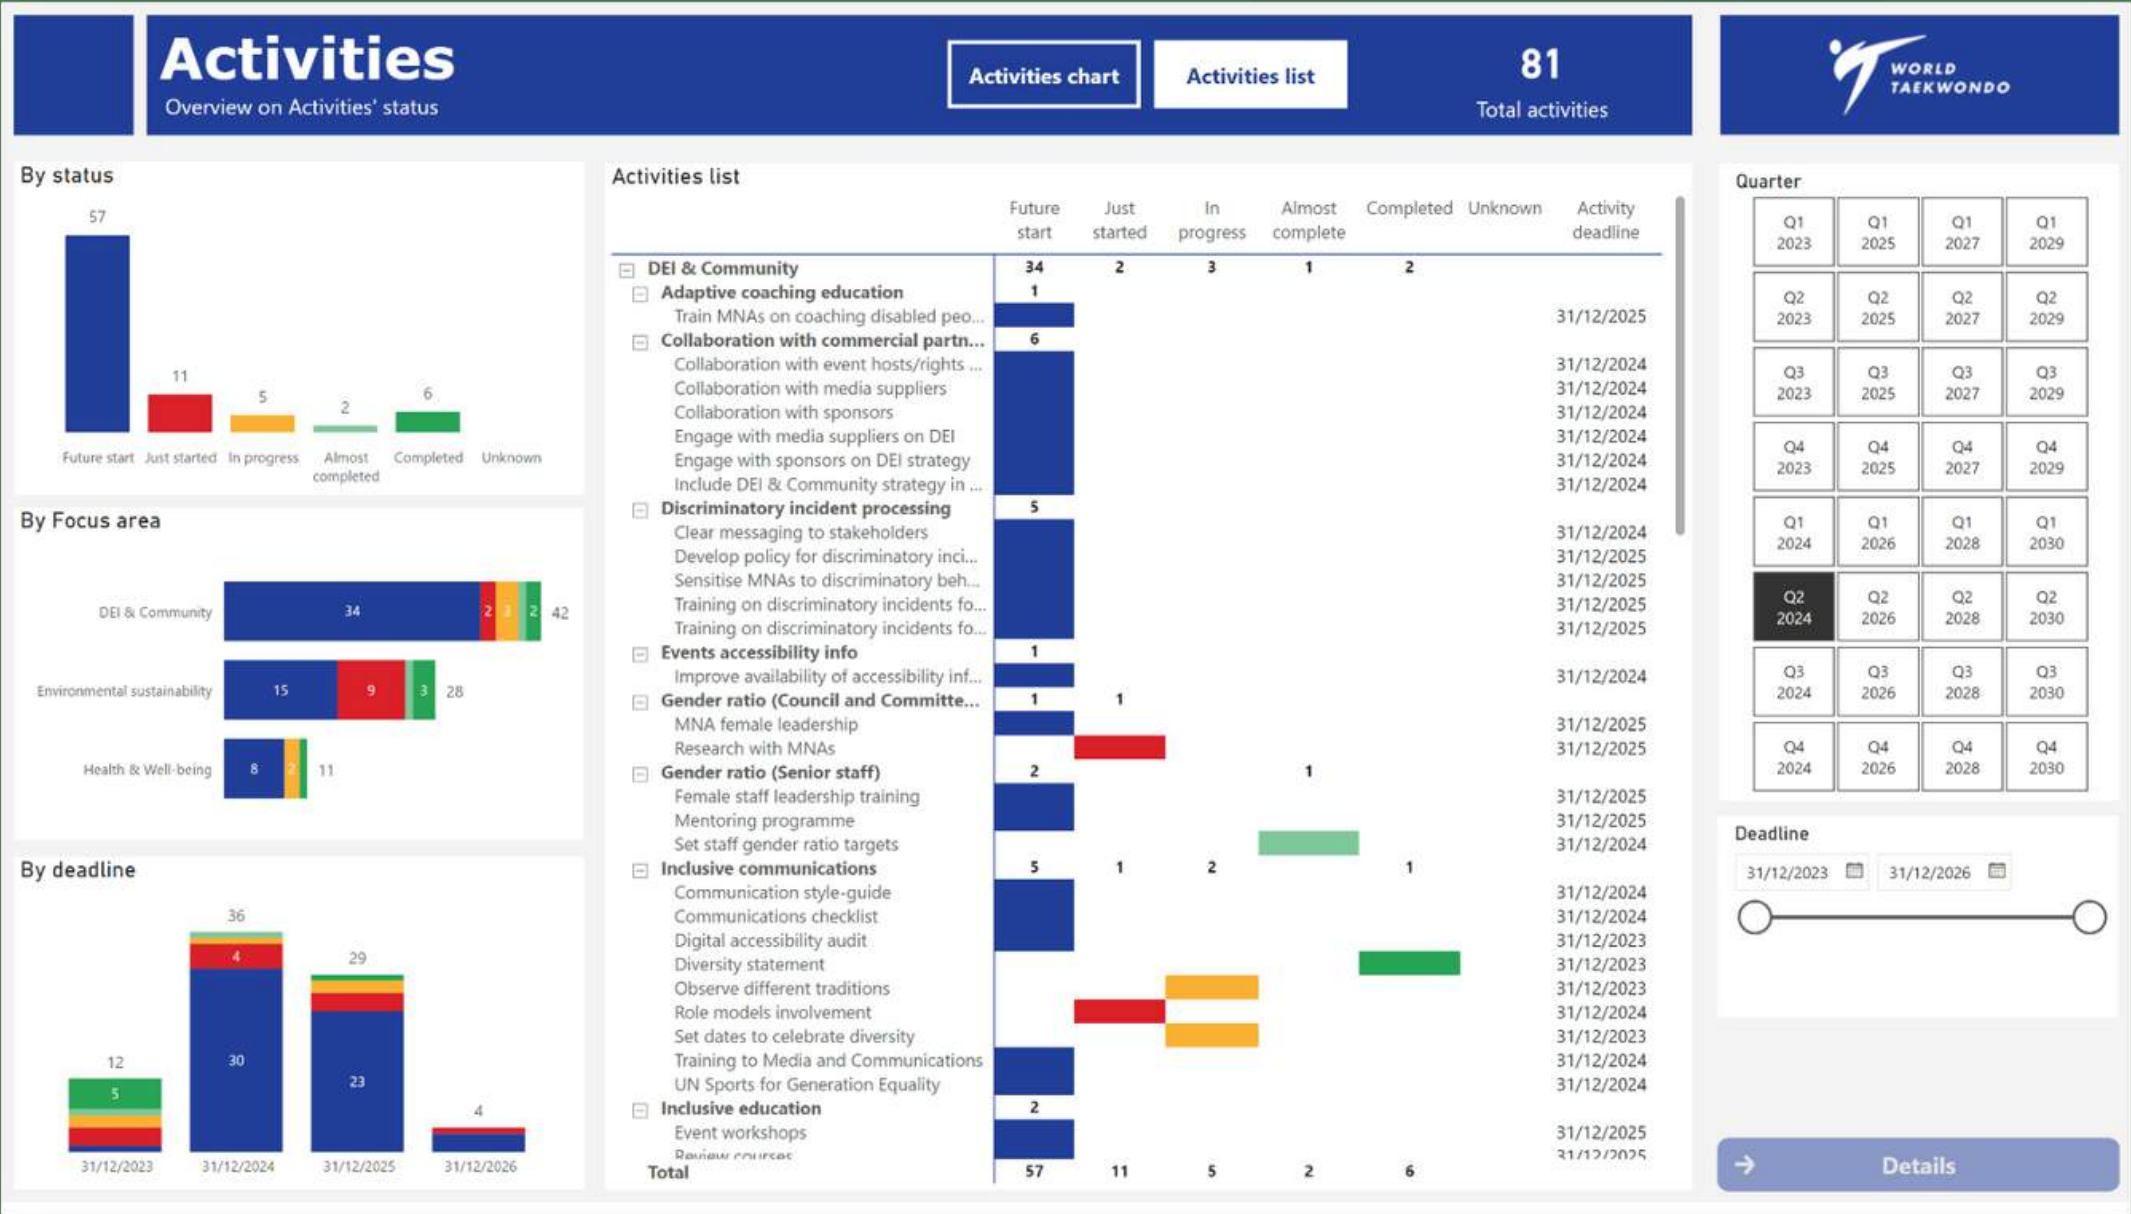 Activities
Overview on Activities' status
Activities chart
Activities list
81
Total activities
WORLD
TAEKWONDO
By status
57
11
5
2
6
Future start Just started In progress Almost completed Completed Unknown
By Focus area
DEI & Community 34 2 3 2 42
Environmental sustainability 15 9 3 28
Health & Well-being 8 2 11
By deadline
36
4
29
30
23
12
5
4
31/12/2023 31/12/2024 31/12/2025 31/12/2026
Activities list
Future start Just started In progress Almost complete Completed Unknown Activity deadline
DEI & Community 34 2 3 1 2
Adaptive coaching education 1
Train MNAs on coaching disabled peo... 31/12/2025
Collaboration with commercial partn... 6
Collaboration with event hosts/rights ... 31/12/2024
Collaboration with media suppliers 31/12/2024
Collaboration with sponsors 31/12/2024
Engage with media suppliers on DEI 31/12/2024
Engage with sponsors on DEI strategy 31/12/2024
Include DEI & Community strategy in ... 31/12/2024
Discriminatory incident processing 5
Clear messaging to stakeholders 31/12/2024
Develop policy for discriminatory inci... 31/12/2025
Sensitise MNAs to discriminatory beh... 31/12/2025
Training on discriminatory incidents fo... 31/12/2025
Training on discriminatory incidents fo... 31/12/2025
Events accessibility info 1
Improve availability of accessibility inf... 31/12/2024
Gender ratio (Council and Committe... 1 1
MNA female leadership 31/12/2025
Research with MNAs 31/12/2025
Gender ratio (Senior staff) 2 1
Female staff leadership training 31/12/2025
Mentoring programme 31/12/2025
Set staff gender ratio targets 31/12/2024
Inclusive communications 5 1 2 1
Communication style-guide 31/12/2024
Communications checklist 31/12/2024
Digital accessibility audit 31/12/2023
Diversity statement 31/12/2023
Observe different traditions 31/12/2023
Role models involvement 31/12/2024
Set dates to celebrate diversity 31/12/2023
Training to Media and Communications 31/12/2024
UN Sports for Generation Equality 31/12/2024
Inclusive education 2
Event workshops 31/12/2025
Review courses 31/12/2025
Total 57 11 5 2 6
Quarter
Q1 2023 Q1 2025 Q1 2027 Q1 2029
Q2 2023 Q2 2025 Q2 2027 Q2 2029
Q3 2023 Q3 2025 Q3 2027 Q3 2029
Q4 2023 Q4 2025 Q4 2027 Q4 2029
Q1 2024 Q1 2026 Q1 2028 Q1 2030
Q2 2024 Q2 2026 Q2 2028 Q2 2030
Q3 2024 Q3 2026 Q3 2028 Q3 2030
Q4 2024 Q4 2026 Q4 2028 Q4 2030
Deadline
31/12/2023 31/12/2026
Details